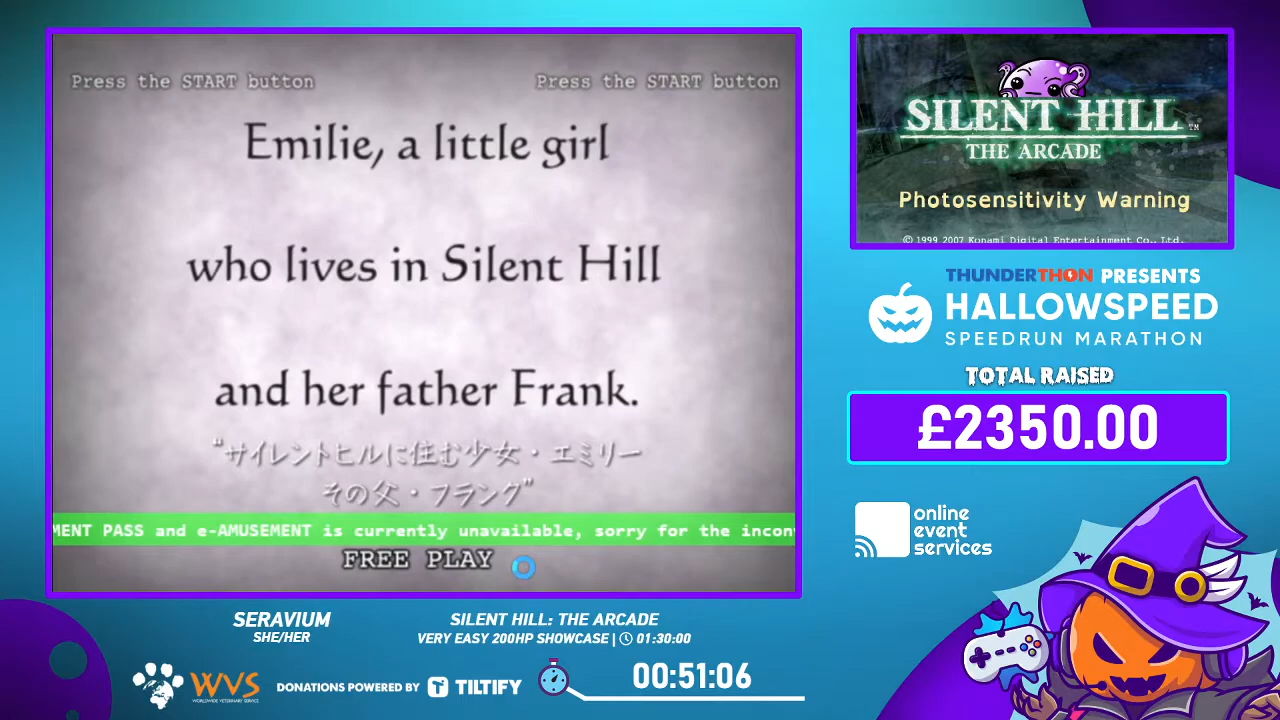 Press the START button
Press the START button
Emilie, a little girl
who lives in Silent Hill
and her father Frank.
“サイレントヒルに住む少女・エミリー
その父・フランク”
MENT PASS and e-AMUSEMENT is currently unavailable, sorry for the incon
FREE PLAY
SILENT HILL™
THE ARCADE
Photosensitivity Warning
© 1999 2007 Konami Digital Entertainment Co., Ltd.
THUNDERTHON PRESENTS
HALLOWSPEED
SPEEDRUN MARATHON
TOTAL RAISED
£2350.00
online
event
services
SERAVIUM
SHE/HER
SILENT HILL: THE ARCADE
VERY EASY 200HP SHOWCASE | 01:30:00
WVS
WORLDWIDE VETERINARY SERVICE
DONATIONS POWERED BY TILTIFY
00:51:06